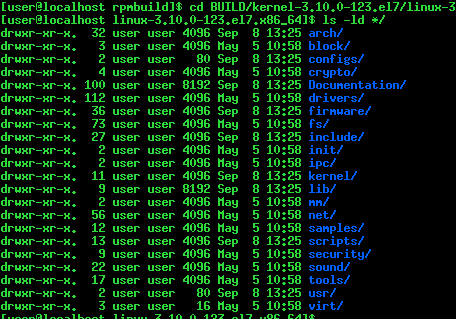 [user@localhost rpmbuild]$ cd BUILD/kernel-3.10.0-123.el7/linux-3
[user@localhost linux-3.10.0-123.el7.x86_64]$ ls -ld */
drwxr-xr-x. 32 user user 4096 Sep 8 13:25 arch/
drwxr-xr-x. 3 user user 4096 May 5 10:58 block/
drwxr-xr-x. 2 user user 80 Sep 8 13:25 configs/
drwxr-xr-x. 4 user user 4096 May 5 10:58 crypto/
drwxr-xr-x. 100 user user 8192 Sep 8 13:25 Documentation/
drwxr-xr-x. 112 user user 4096 May 5 10:58 drivers/
drwxr-xr-x. 36 user user 4096 Sep 8 13:25 firmware/
drwxr-xr-x. 73 user user 4096 May 5 10:58 fs/
drwxr-xr-x. 27 user user 4096 Sep 8 13:25 include/
drwxr-xr-x. 2 user user 4096 May 5 10:58 init/
drwxr-xr-x. 2 user user 4096 May 5 10:58 ipc/
drwxr-xr-x. 11 user user 4096 Sep 8 13:25 kernel/
drwxr-xr-x. 9 user user 8192 Sep 8 13:25 lib/
drwxr-xr-x. 2 user user 4096 May 5 10:58 mm/
drwxr-xr-x. 56 user user 4096 May 5 10:58 net/
drwxr-xr-x. 12 user user 4096 May 5 10:58 samples/
drwxr-xr-x. 13 user user 4096 Sep 8 13:25 scripts/
drwxr-xr-x. 9 user user 4096 May 5 10:58 security/
drwxr-xr-x. 22 user user 4096 May 5 10:58 sound/
drwxr-xr-x. 17 user user 4096 May 5 10:58 tools/
drwxr-xr-x. 2 user user 80 Sep 8 13:25 usr/
drwxr-xr-x. 3 user user 16 May 5 10:58 virt/
[user@localhost linux-3.10.0-123.el7.x86_64]$